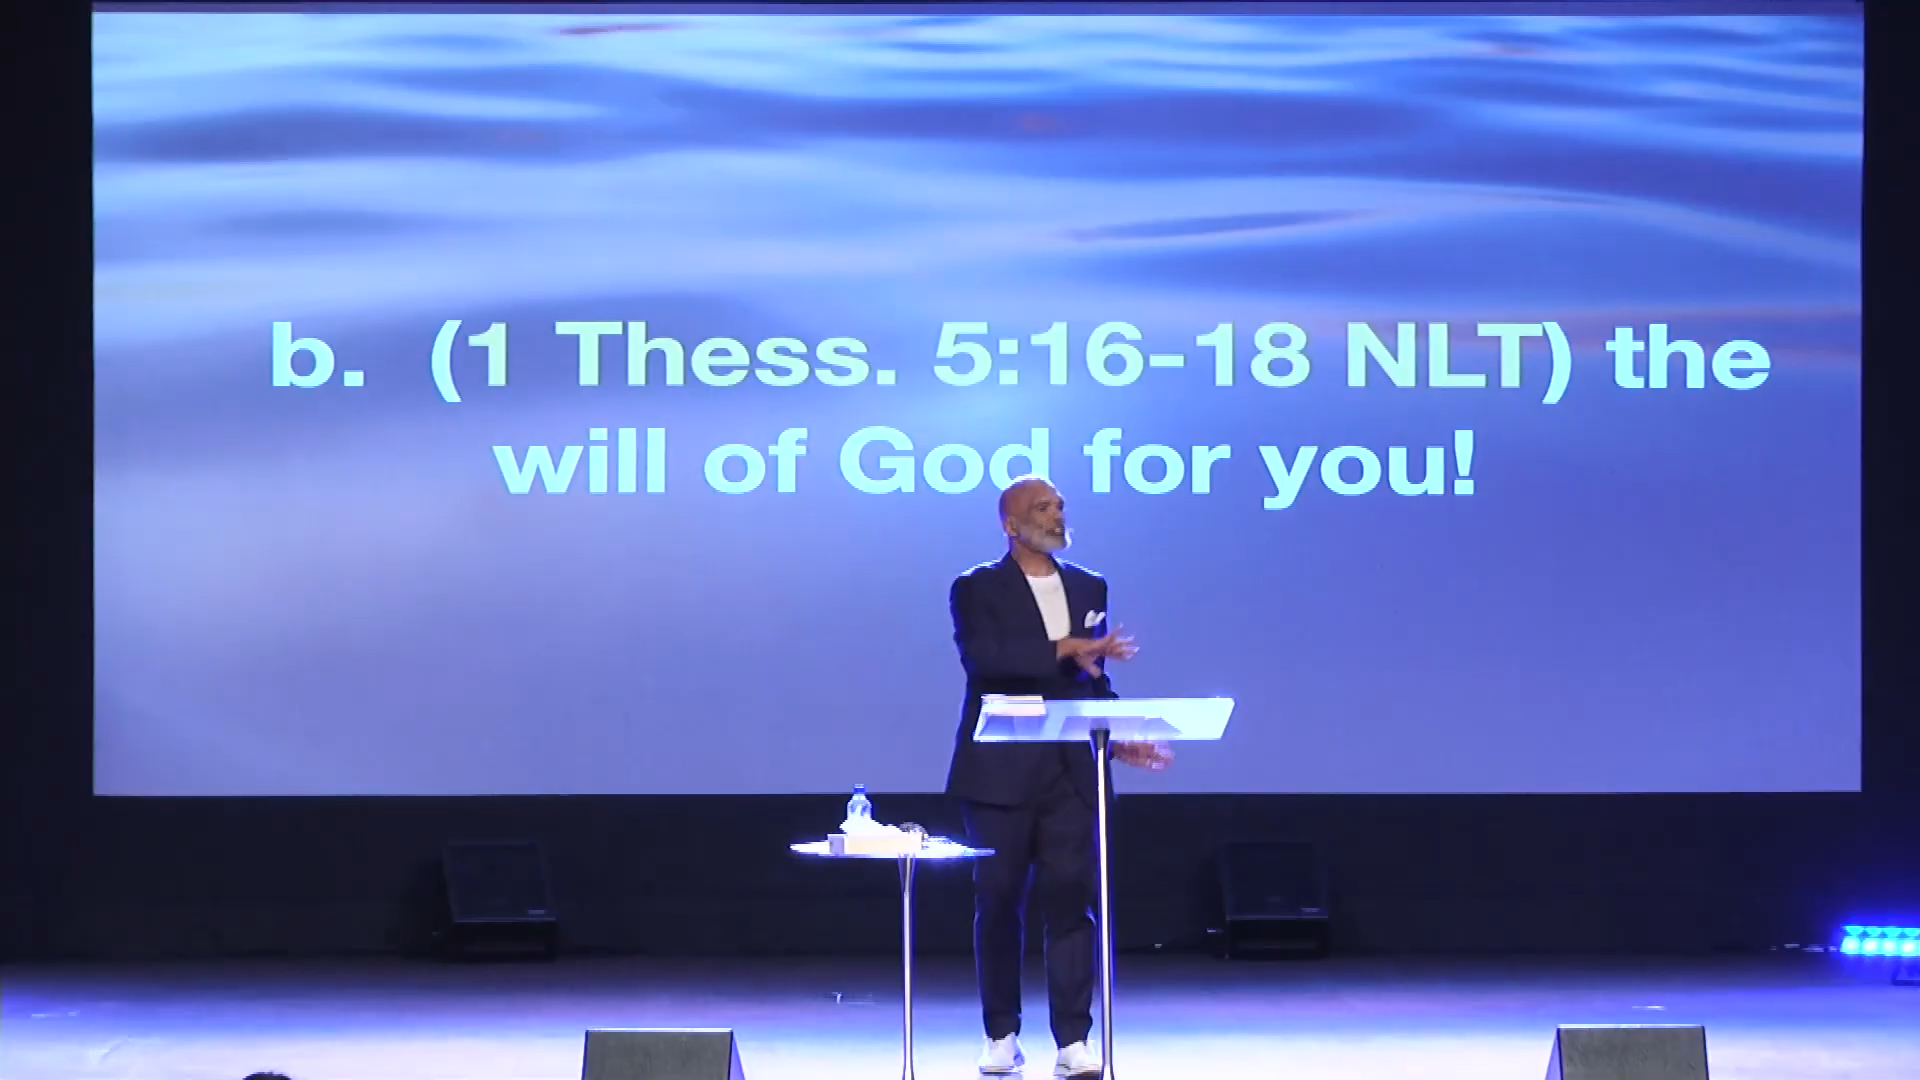 b. (1 Thess. 5:16-18 NLT) the
will of God for you!